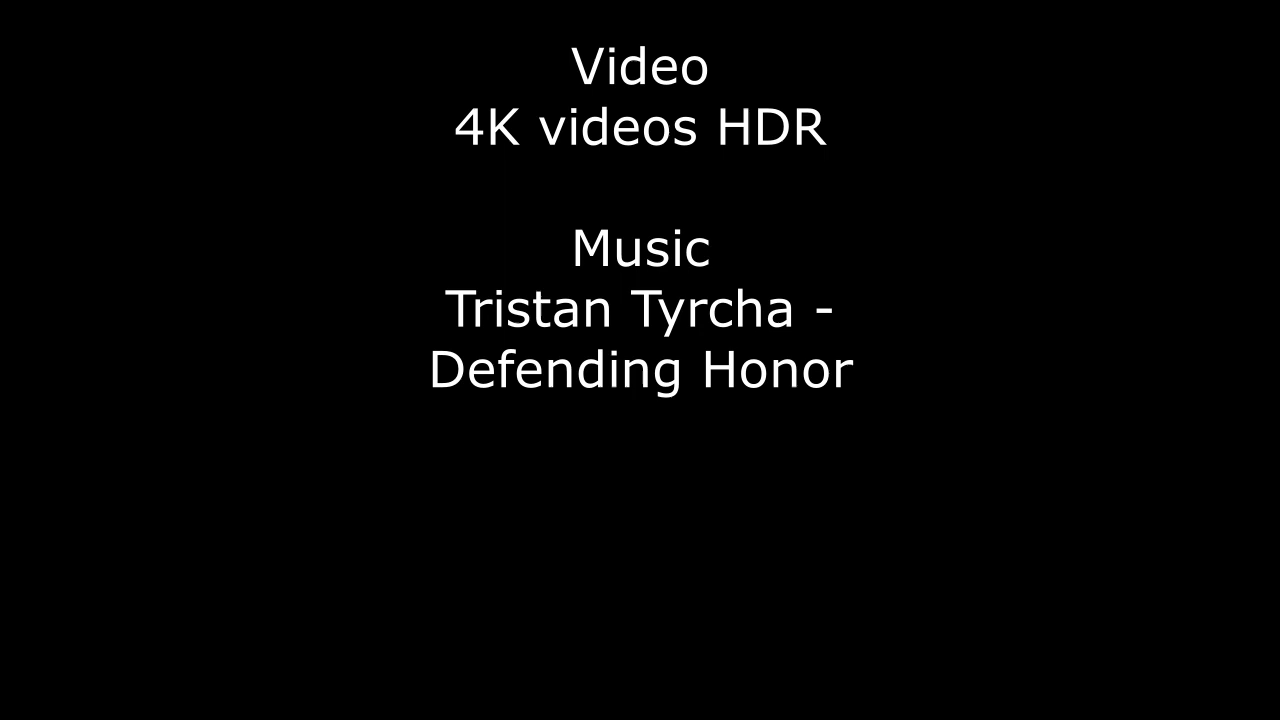 Video
4K videos HDR
Music
Tristan Tyrcha -
Defending Honor